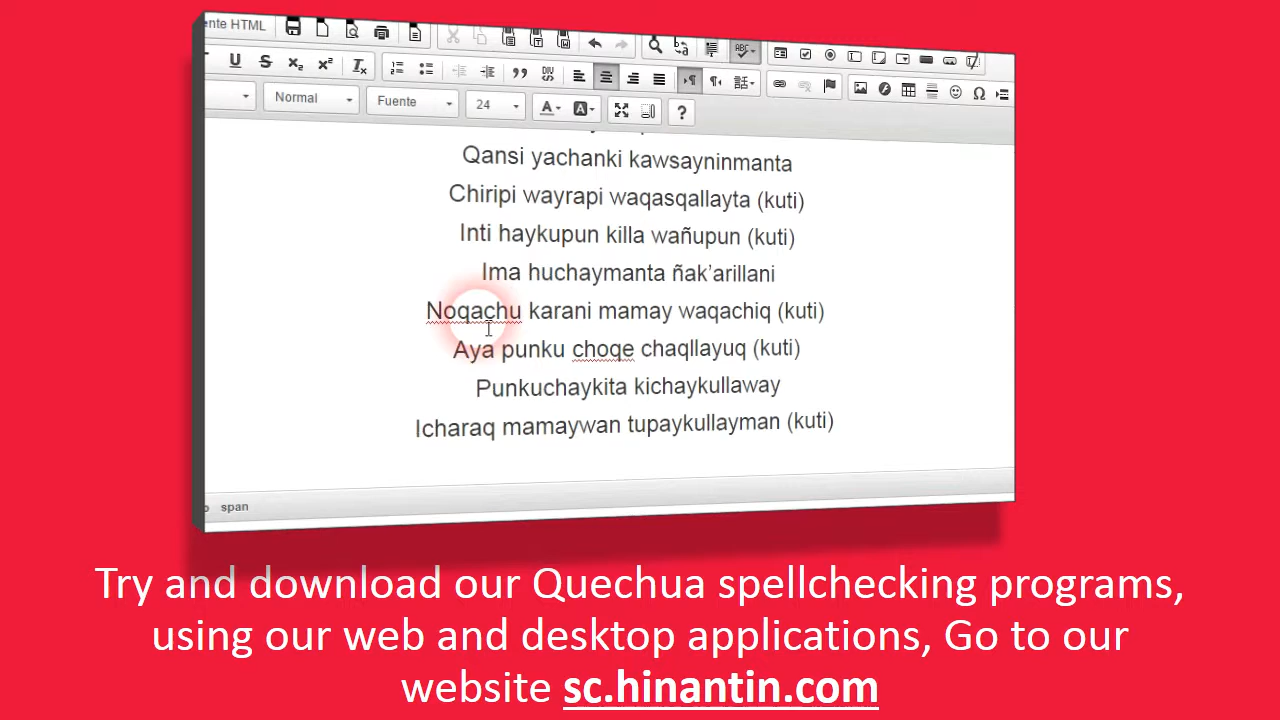 ente HTML
Normal Fuente 24
Qansi yachanki kawsayninmanta
Chiripi wayrapi waqasqallayta (kuti)
Inti haykupun killa wañupun (kuti)
Ima huchaymanta ñak’arillani
Noqachu karani mamay waqachiq (kuti)
Aya punku choqe chaqllayuq (kuti)
Punkuchaykita kichaykullaway
Icharaq mamaywan tupaykullayman (kuti)
span
Try and download our Quechua spellchecking programs,
using our web and desktop applications, Go to our
website sc.hinantin.com